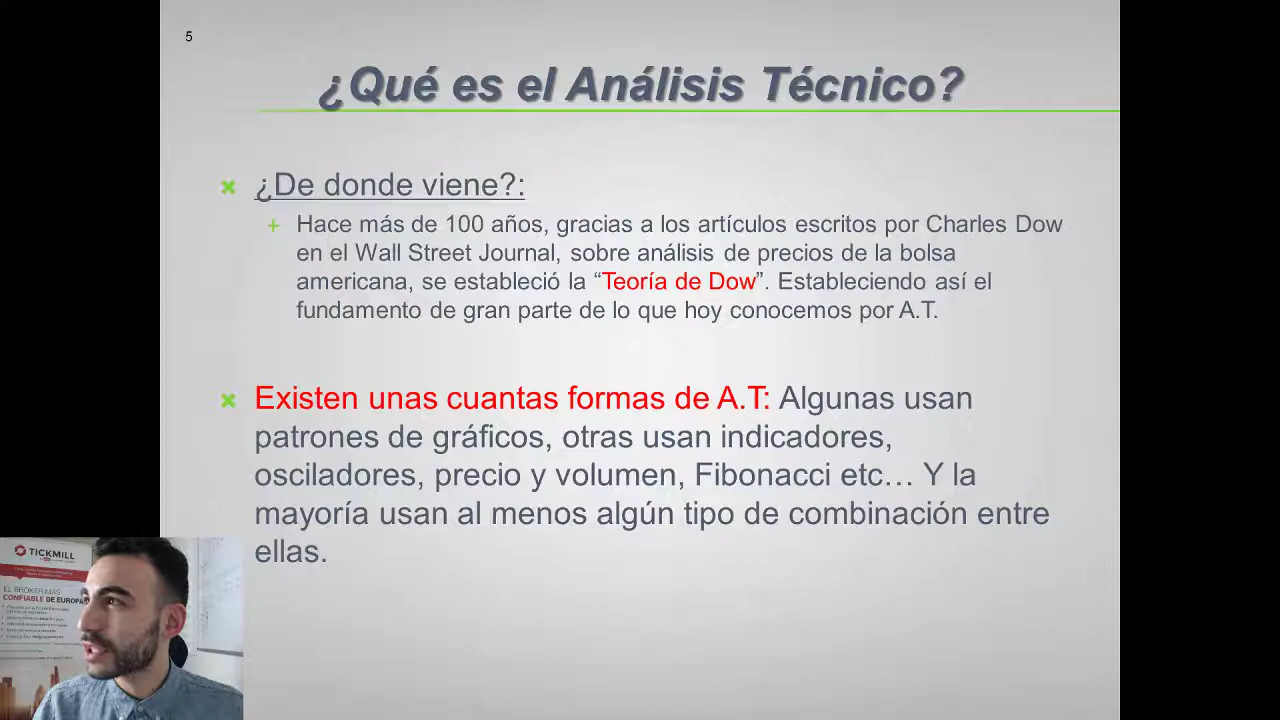 5
¿Qué es el Análisis Técnico?
¿De donde viene?:
Hace más de 100 años, gracias a los artículos escritos por Charles Dow
en el Wall Street Journal, sobre análisis de precios de la bolsa
americana, se estableció la “Teoría de Dow”. Estableciendo así el
fundamento de gran parte de lo que hoy conocemos por A.T.
Existen unas cuantas formas de A.T: Algunas usan
patrones de gráficos, otras usan indicadores,
osciladores, precio y volumen, Fibonacci etc… Y la
mayoría usan al menos algún tipo de combinación entre
ellas.
TICKMILL
EL BROKER MÁS
CONFIABLE DE EUROPA